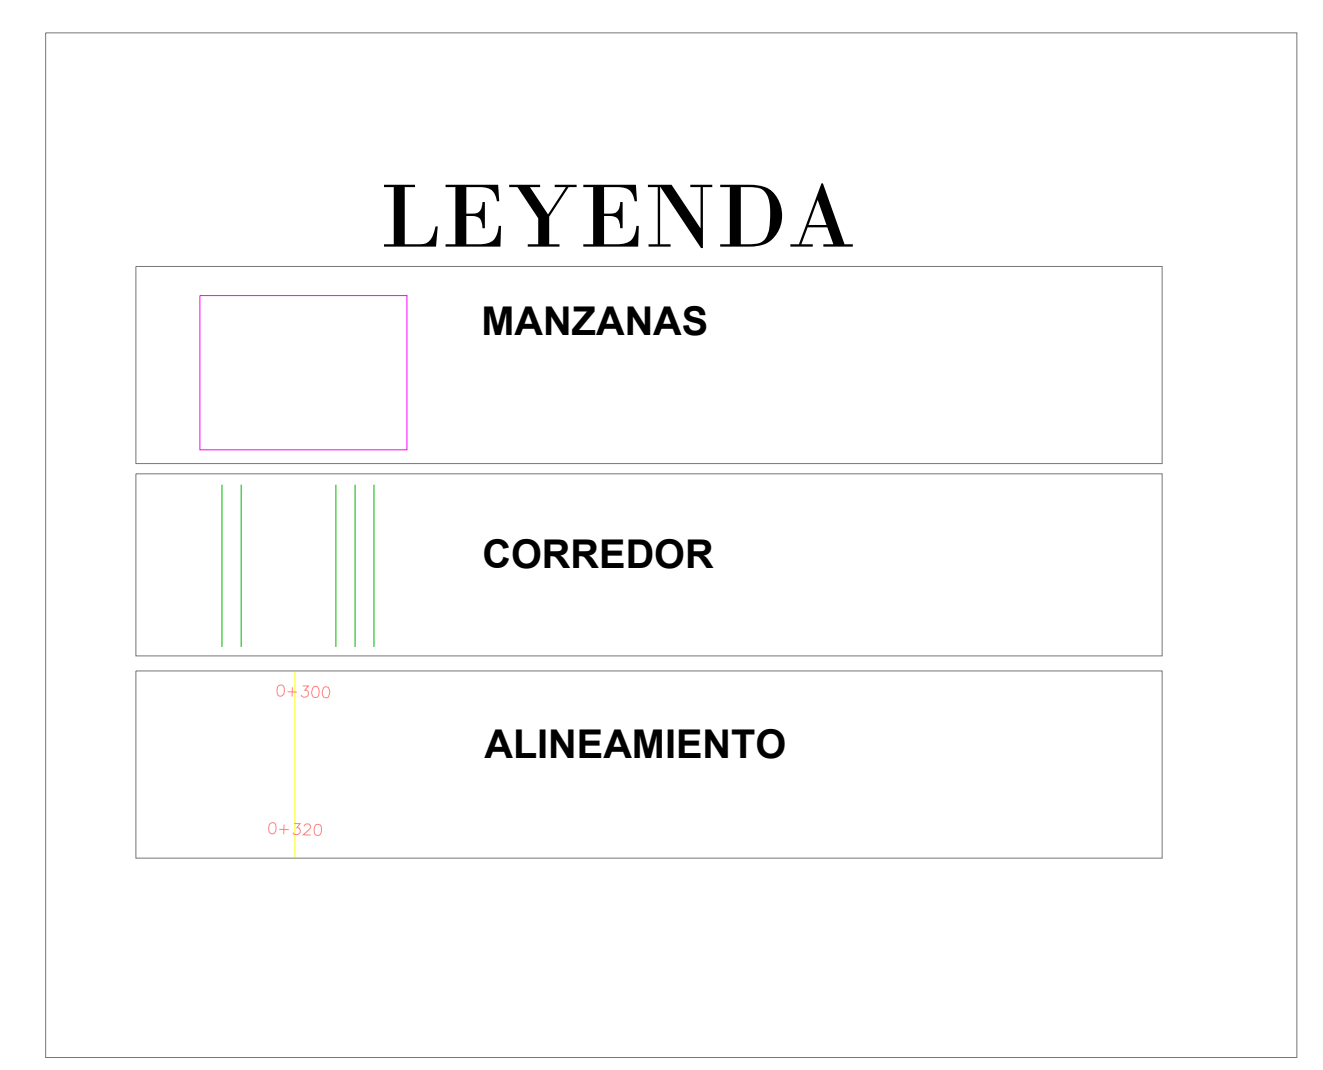 LEYENDA
MANZANAS
CORREDOR
0+300
ALINEAMIENTO
0+320